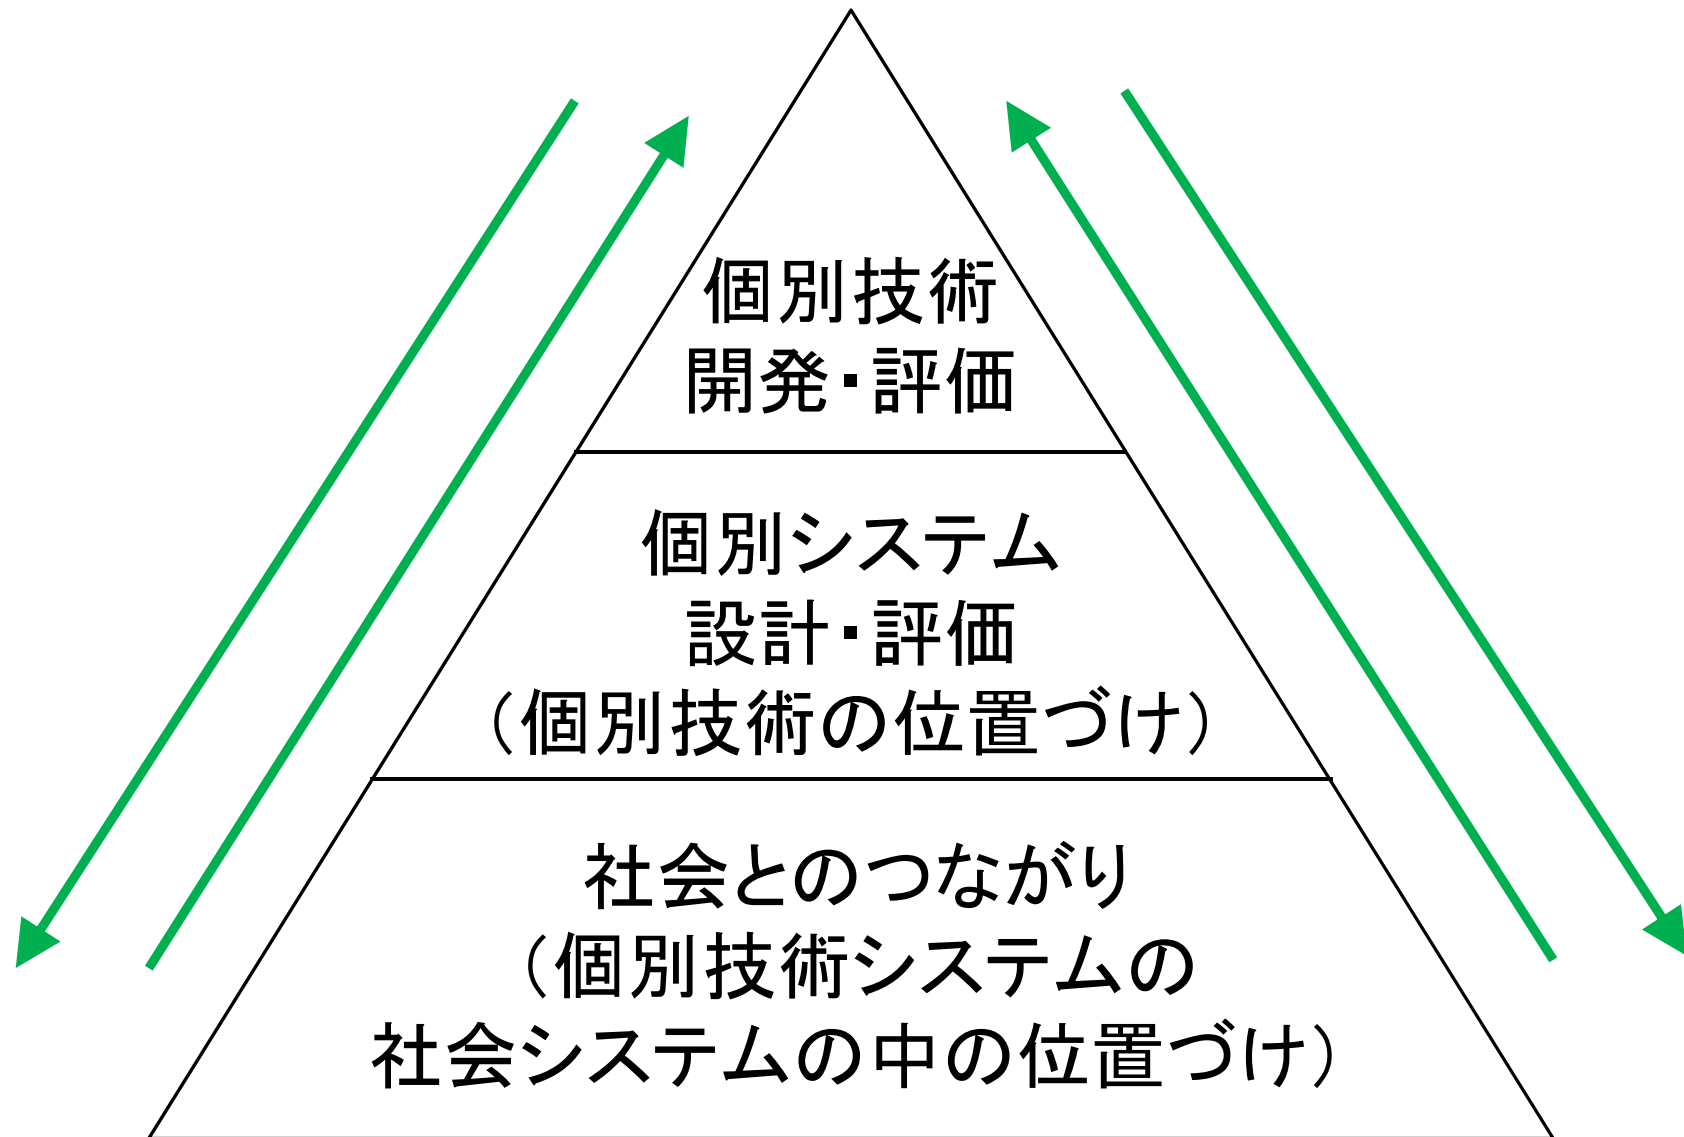 個別技術
開発・評価
個別システム
設計・評価
（個別技術の位置づけ）
社会とのつながり
（個別技術システムの
社会システムの中の位置づけ）